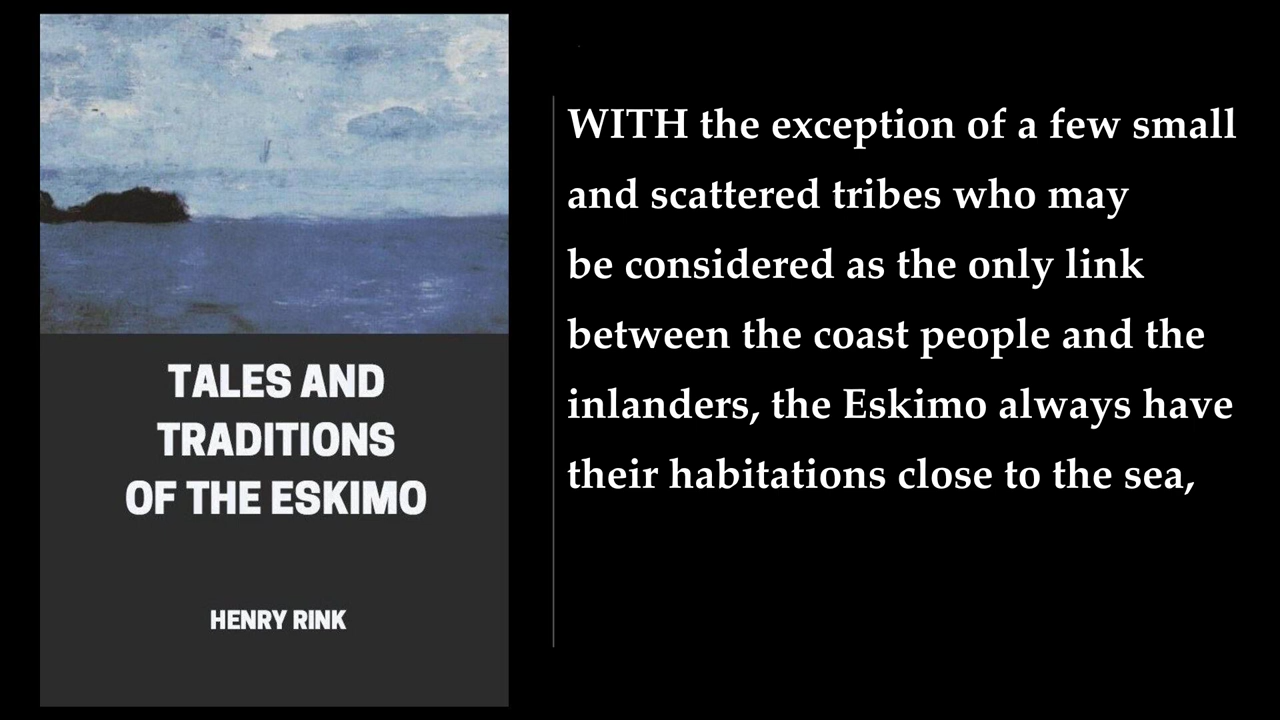 TALES AND
TRADITIONS
OF THE ESKIMO
HENRY RINK
WITH the exception of a few small
and scattered tribes who may
be considered as the only link
between the coast people and the
inlanders, the Eskimo always have
their habitations close to the sea,